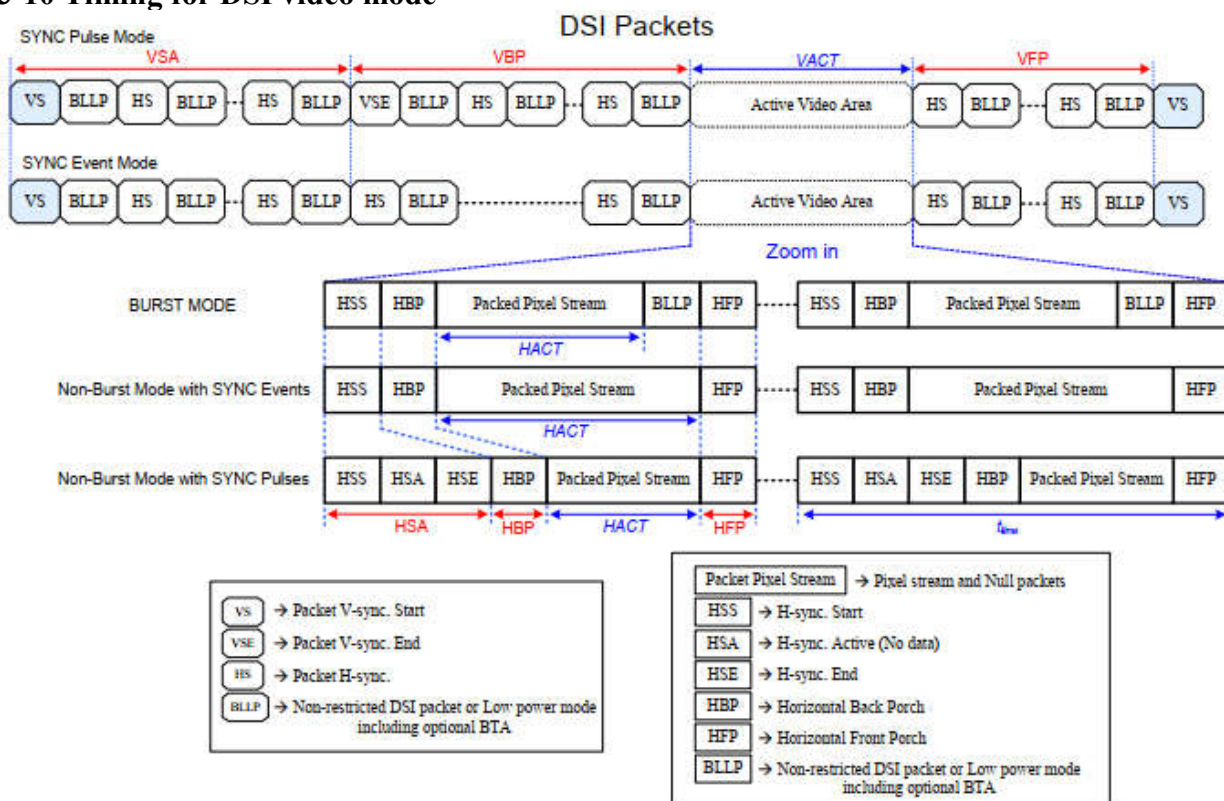 10 Timing for DSI video mode
DSI Packets
SYNC Pulse Mode
VSA VBP VACT VFP
VS BLLP HS BLLP HS BLLP VSE BLLP HS BLLP HS BLLP Active Video Area HS BLLP HS BLLP VS
SYNC Event Mode
VS BLLP HS BLLP HS BLLP HS BLLP HS BLLP Active Video Area HS BLLP HS BLLP VS
Zoom in
BURST MODE HSS HBP Packed Pixel Stream BLLP HFP HSS HBP Packed Pixel Stream BLLP HFP
HACT
Non-Burst Mode with SYNC Events HSS HBP Packed Pixel Stream HFP HSS HBP Packed Pixel Stream HFP
HACT
Non-Burst Mode with SYNC Pulses HSS HSA HSE HBP Packed Pixel Stream HFP HSS HSA HSE HBP Packed Pixel Stream HFP
HSA HBP HACT HFP tline
VS → Packet V-sync. Start
VSE → Packet V-sync. End
HS → Packet H-sync.
BLLP → Non-restricted DSI packet or Low power mode
including optional BTA
Packet Pixel Stream → Pixel stream and Null packets
HSS → H-sync. Start
HSA → H-sync. Active (No data)
HSE → H-sync. End
HBP → Horizontal Back Porch
HFP → Horizontal Front Porch
BLLP → Non-restricted DSI packet or Low power mode
including optional BTA